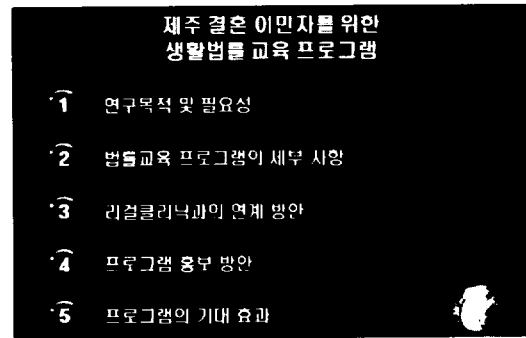 제주 결혼 이민자를 위한
생활법률 교육 프로그램
1 연구목적 및 필요성
2 법률교육 프로그램의 세부 사항
3 리걸클리닉과의 연계 방안
4 프로그램 홍보 방안
5 프로그램의 기대 효과